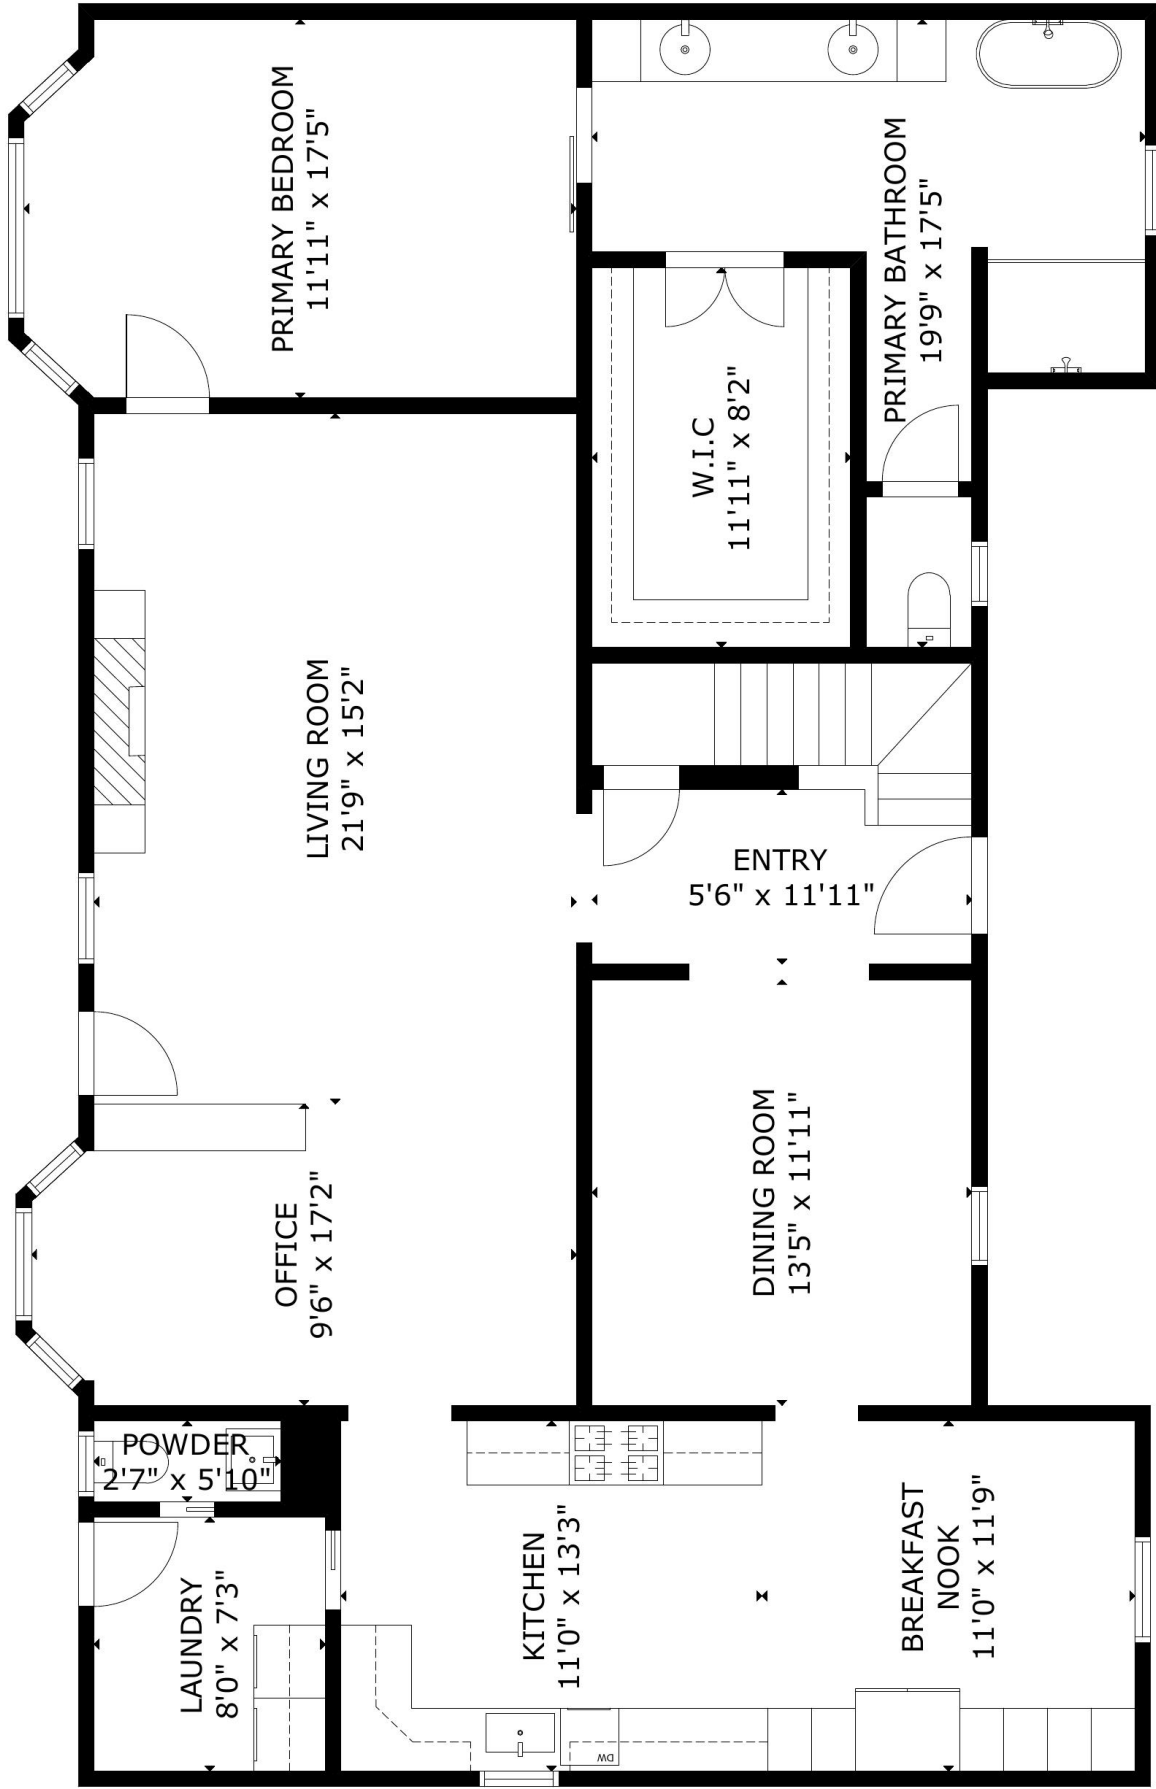 PRIMARY BEDROOM
11'11" x 17'5"
PRIMARY BATHROOM
19'9" x 17'5"
W.I.C
11'11" x 8'2"
LIVING ROOM
21'9" x 15'2"
ENTRY
5'6" x 11'11"
OFFICE
9'6" x 17'2"
DINING ROOM
13'5" x 11'11"
POWDER
2'7" x 5'10"
LAUNDRY
8'0" x 7'3"
KITCHEN
11'0" x 13'3"
BREAKFAST
NOOK
11'0" x 11'9"
DW